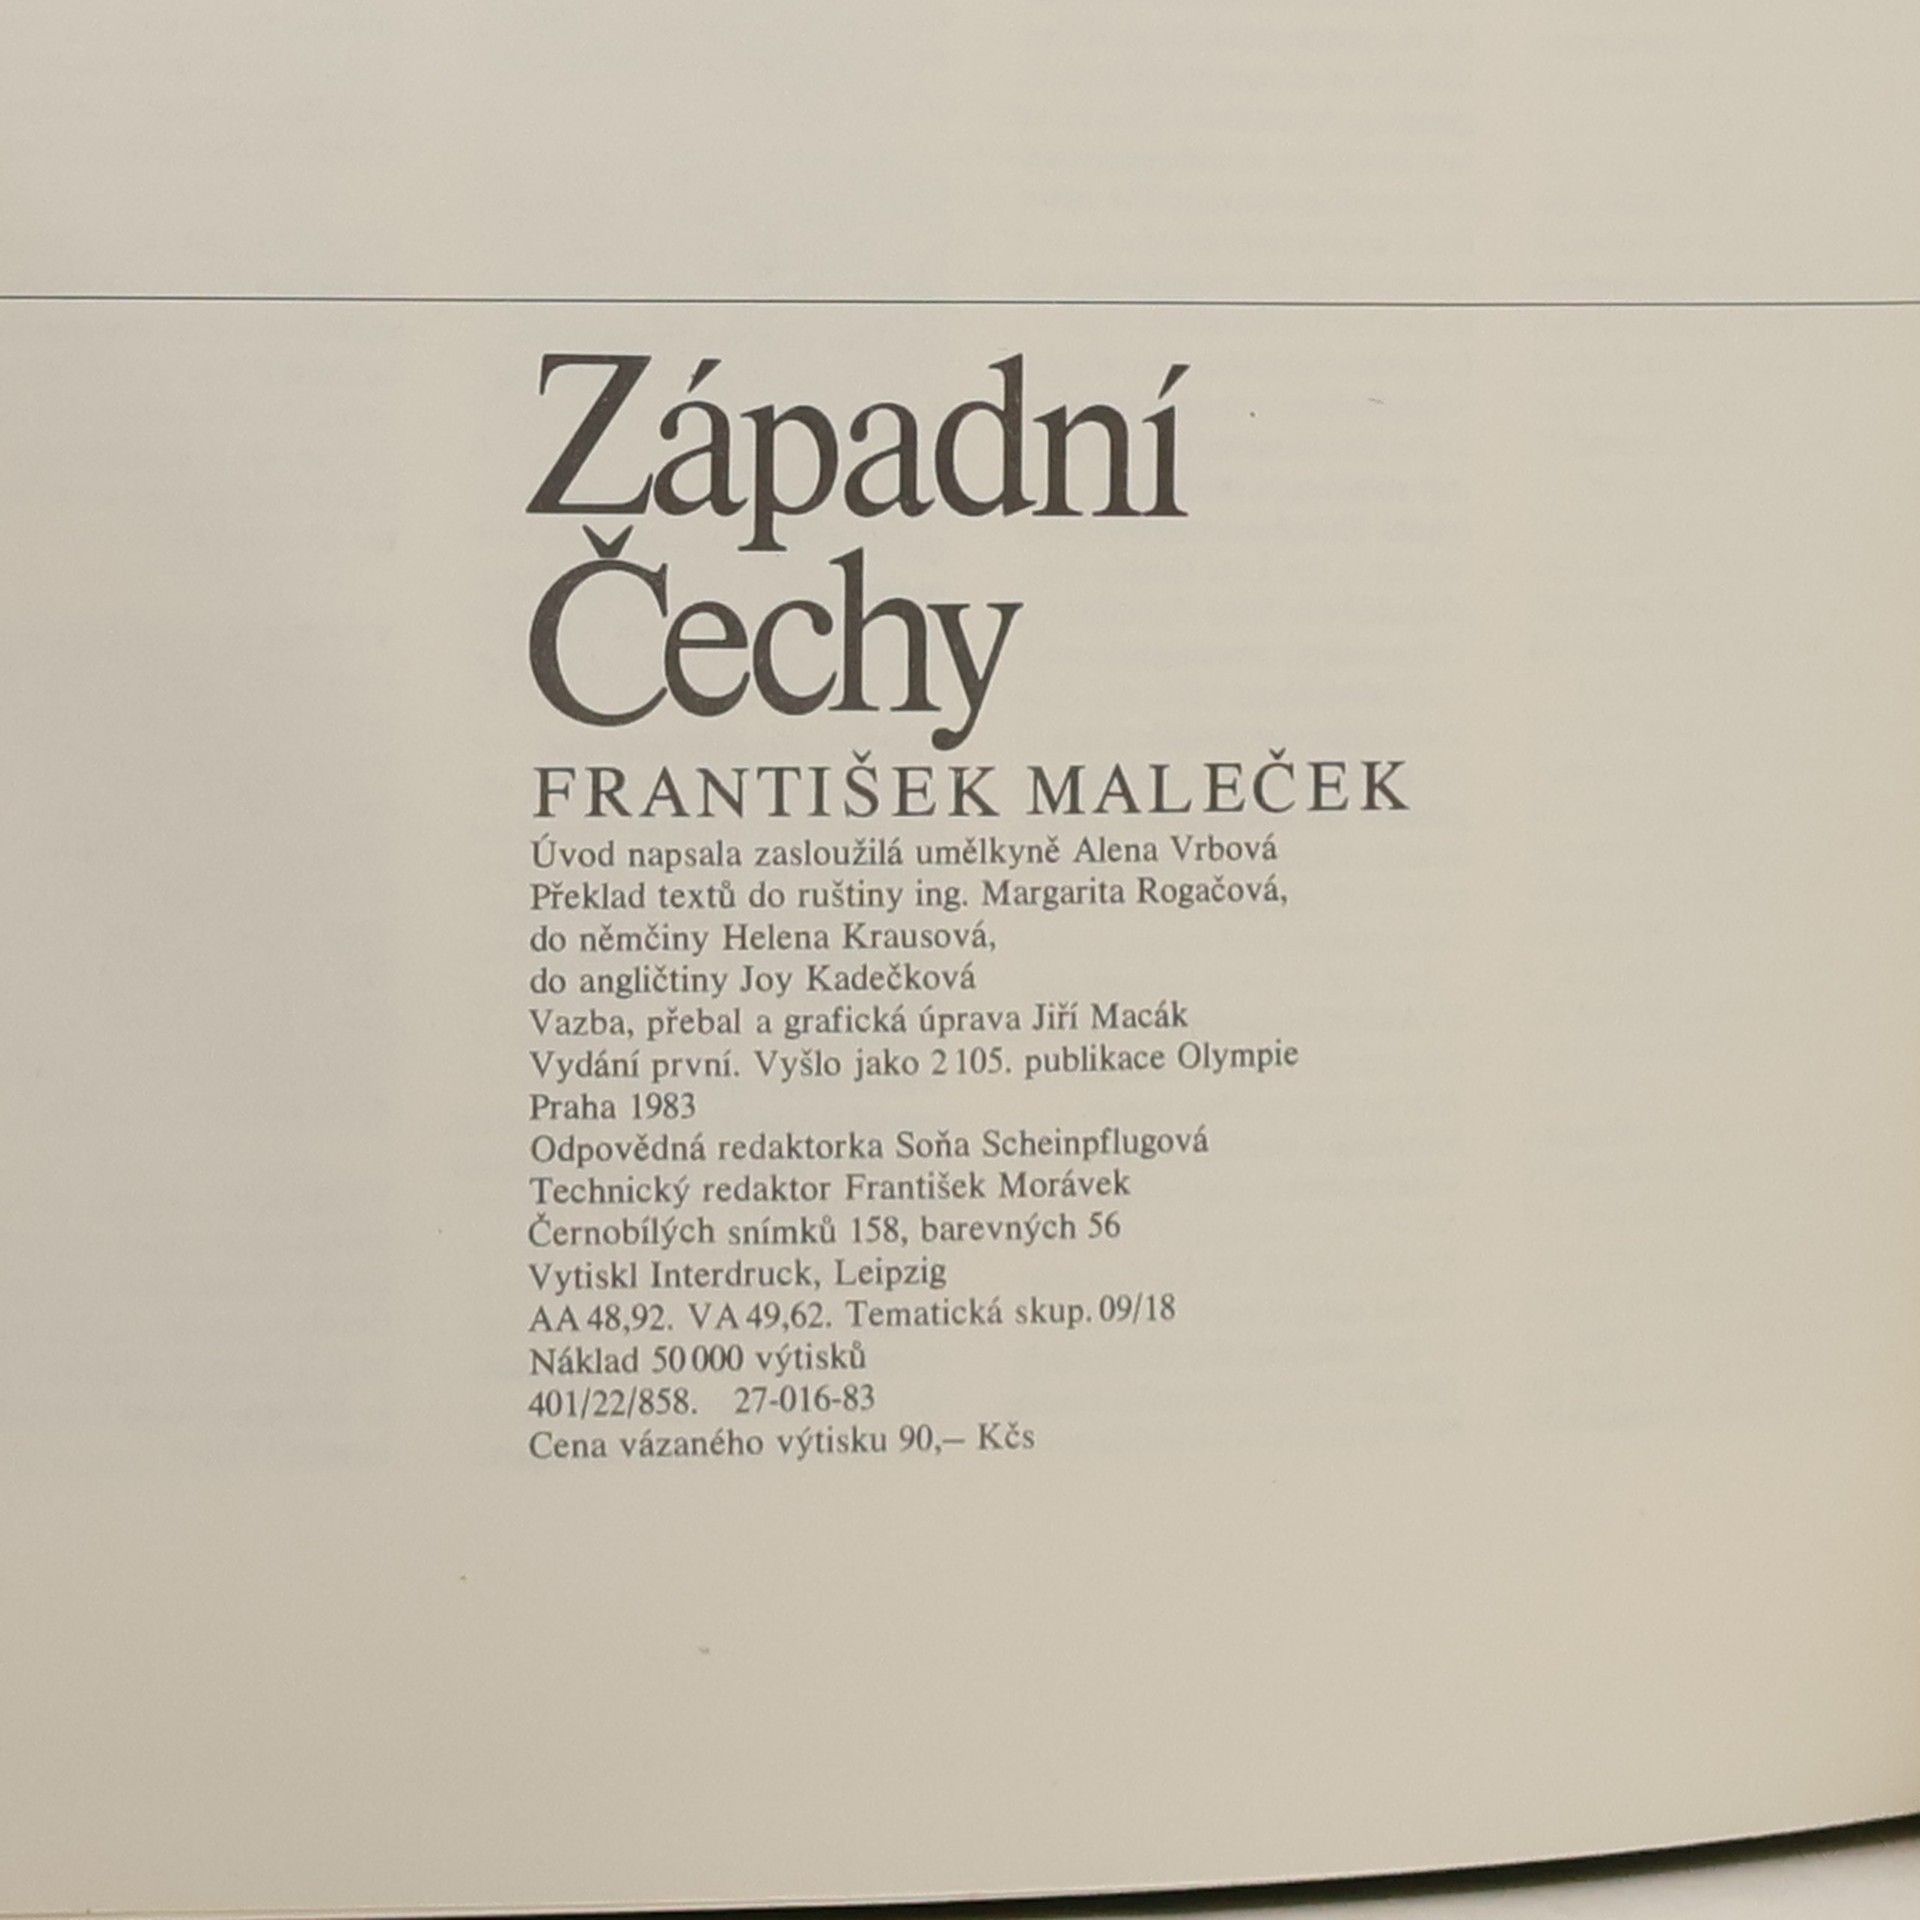 Západní
Čechy
FRANTIŠEK MALEČEK
Úvod napsala zasloužilá umělkyně Alena Vrbová
Překlad textů do ruštiny ing. Margarita Rogačová,
do němčiny Helena Krausová,
do angličtiny Joy Kadečková
Vazba, přebal a grafická úprava Jiří Macák
Vydání první. Vyšlo jako 2 105. publikace Olympie
Praha 1983
Odpovědná redaktorka Soňa Scheinpflugová
Technický redaktor František Morávek
Černobílých snímků 158, barevných 56
Vytiskl Interdruck, Leipzig
AA 48,92. VA 49,62. Tematická skup. 09/18
Náklad 50 000 výtisků
401/22/858. 27-016-83
Cena vázaného výtisku 90,– Kčs